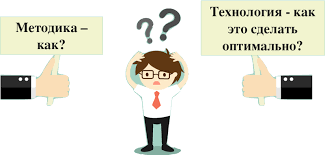 Методика –
как?
Технология - как
это сделать
оптимально?